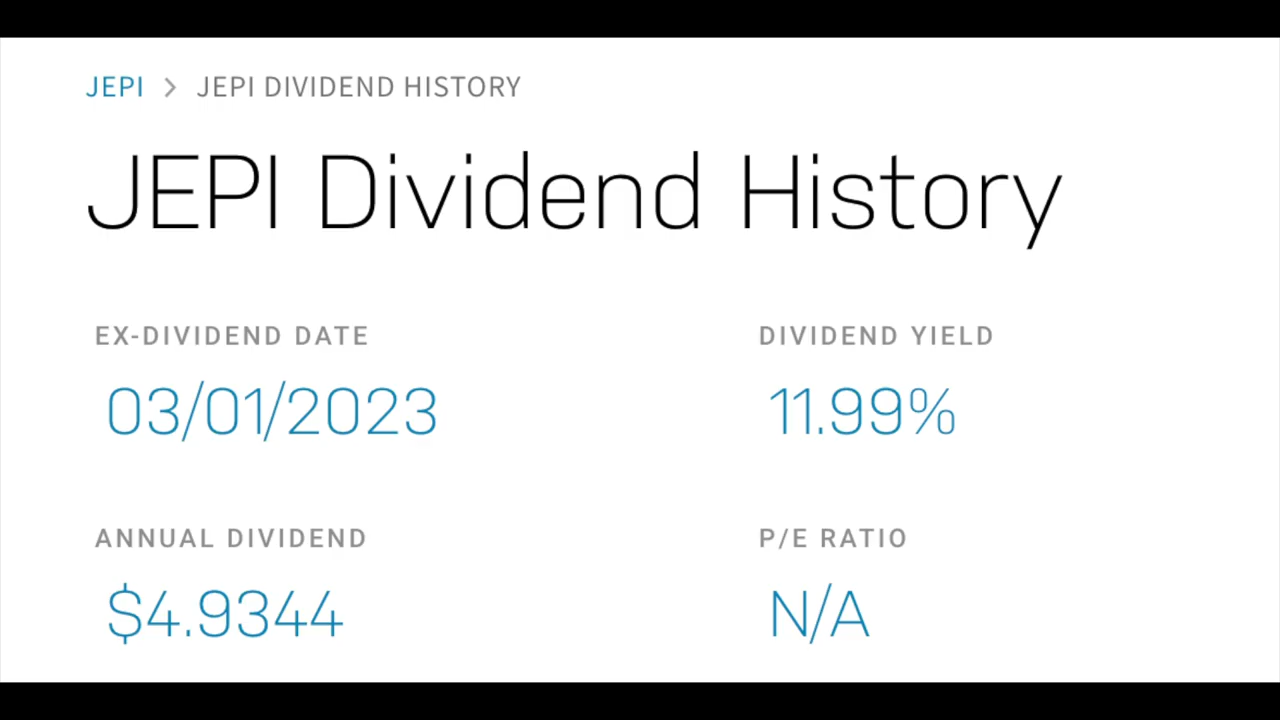 JEPI > JEPI DIVIDEND HISTORY
JEPI Dividend History
EX-DIVIDEND DATE
03/01/2023
DIVIDEND YIELD
11.99%
ANNUAL DIVIDEND
$4.9344
P/E RATIO
N/A